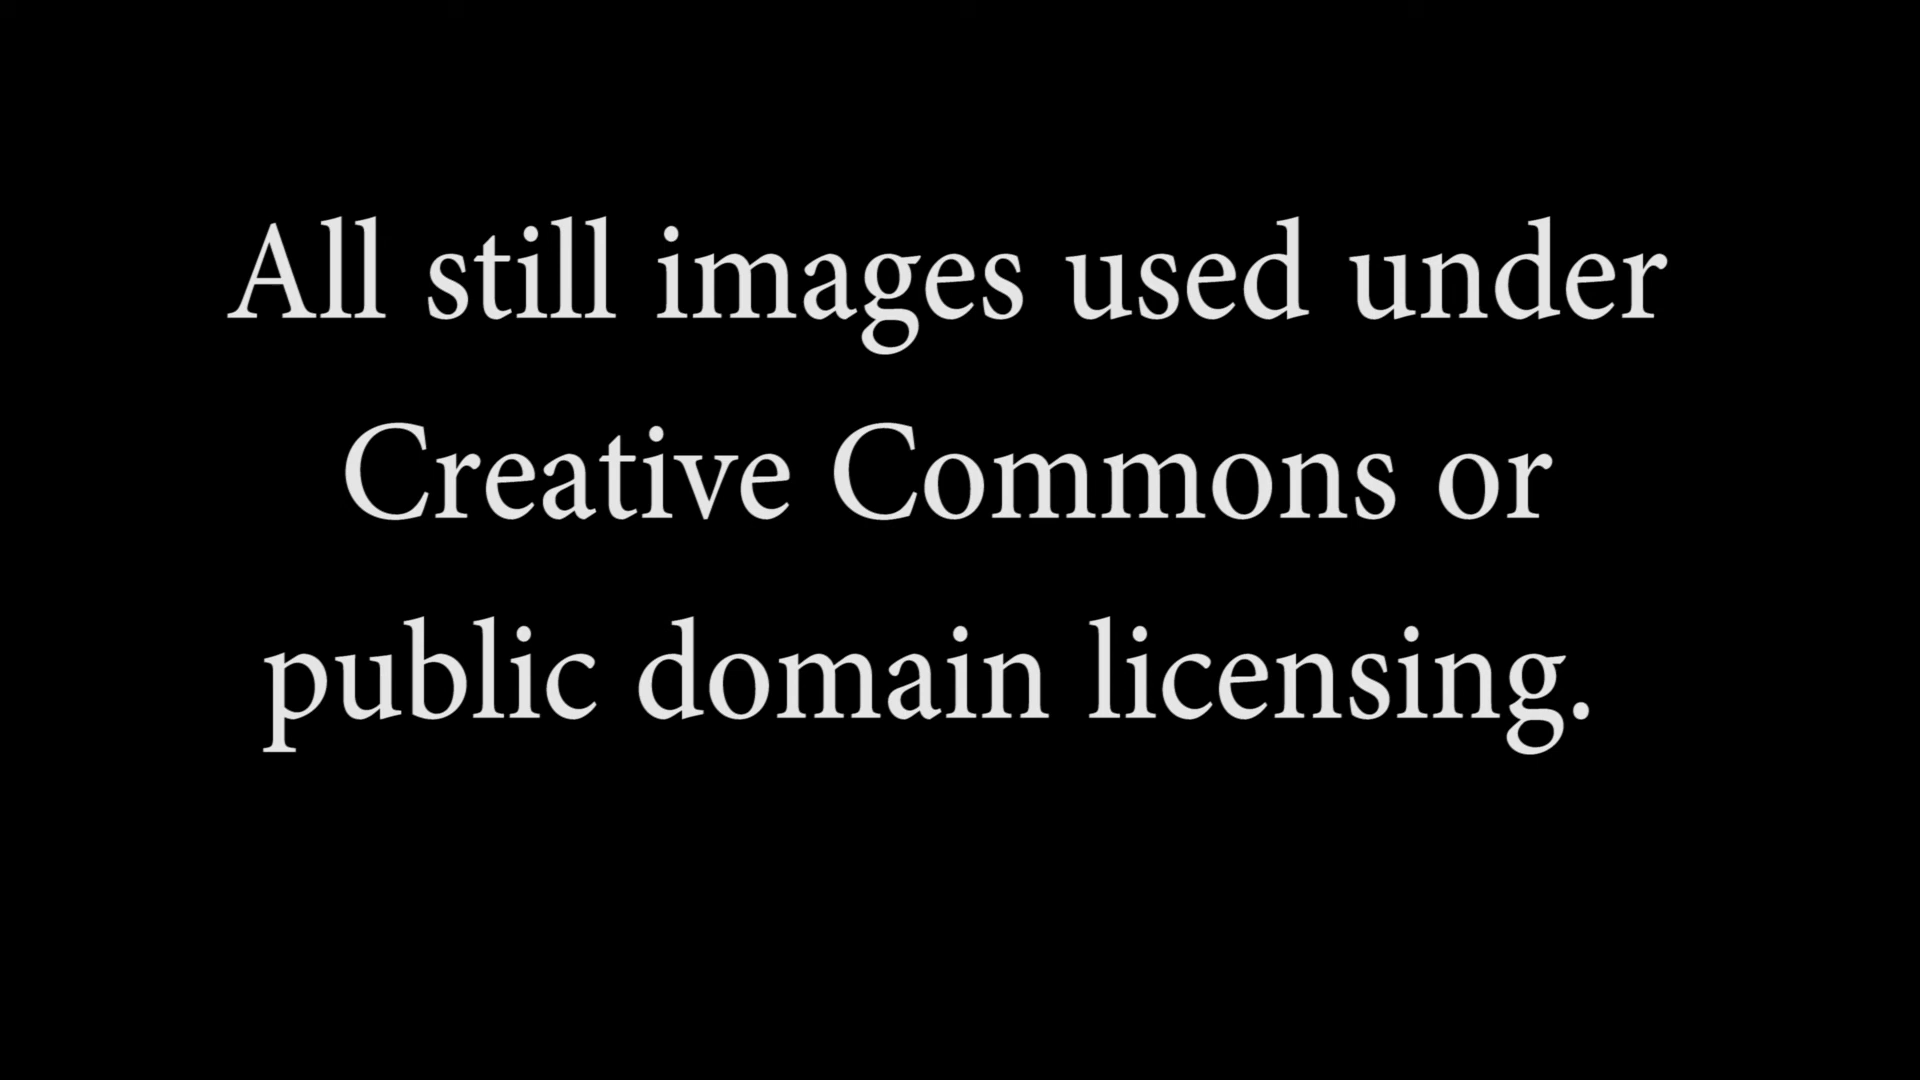 All still images used under
Creative Commons or
public domain licensing.